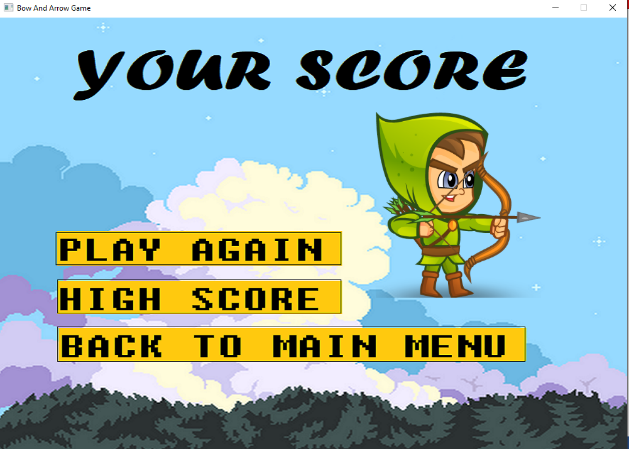 Bow And Arrow Game
YOUR SCORE
PLAY AGAIN
HIGH SCORE
BACK TO MAIN MENU